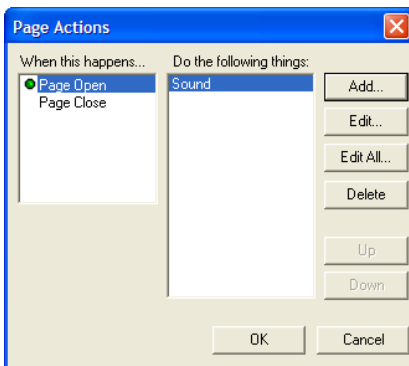 Page Actions
When this happens... Do the following things:
Page Open
Page Close
Sound
Add...
Edit...
Edit All...
Delete
Up
Down
OK Cancel